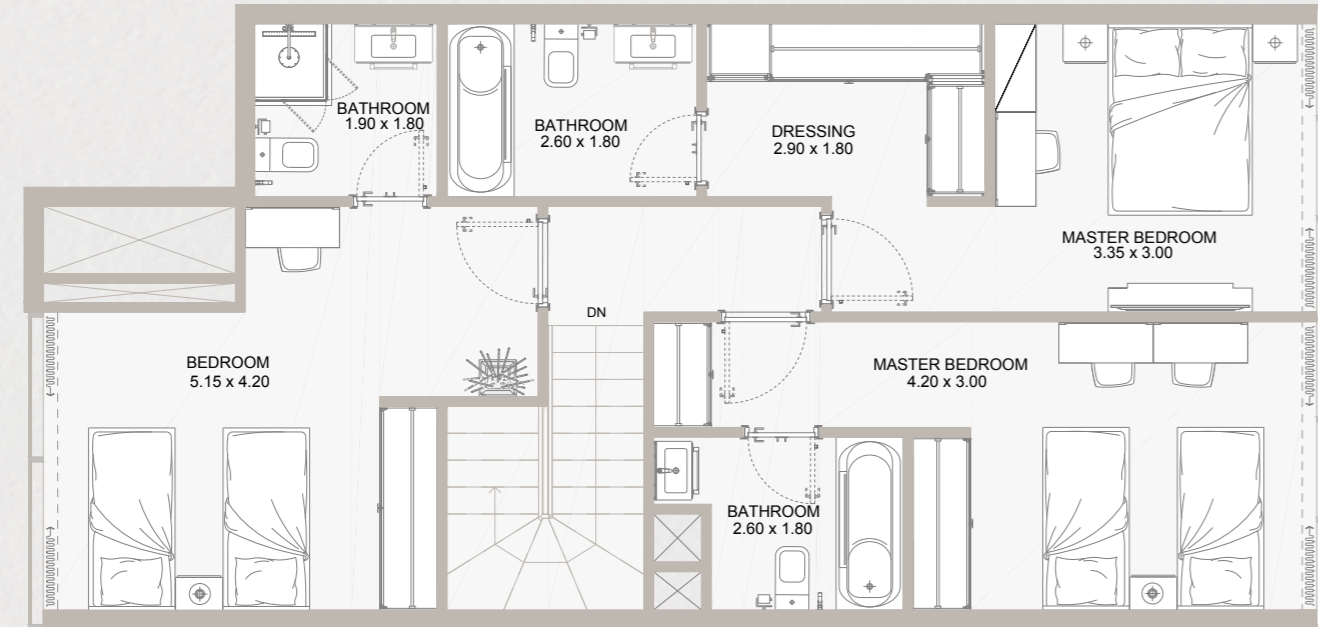 BATHROOM
1.90 x 1.80
BATHROOM
2.60 x 1.80
DRESSING
2.90 x 1.80
MASTER BEDROOM
3.35 x 3.00
DN
BEDROOM
5.15 x 4.20
MASTER BEDROOM
4.20 x 3.00
BATHROOM
2.60 x 1.80